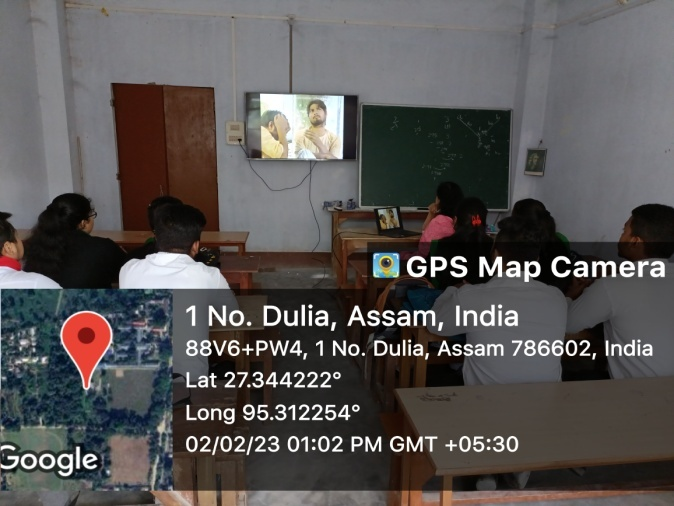 GPS Map Camera
1 No. Dulia, Assam, India
88V6+PW4, 1 No. Dulia, Assam 786602, India
Lat 27.344222°
Long 95.312254°
02/02/23 01:02 PM GMT +05:30
Google